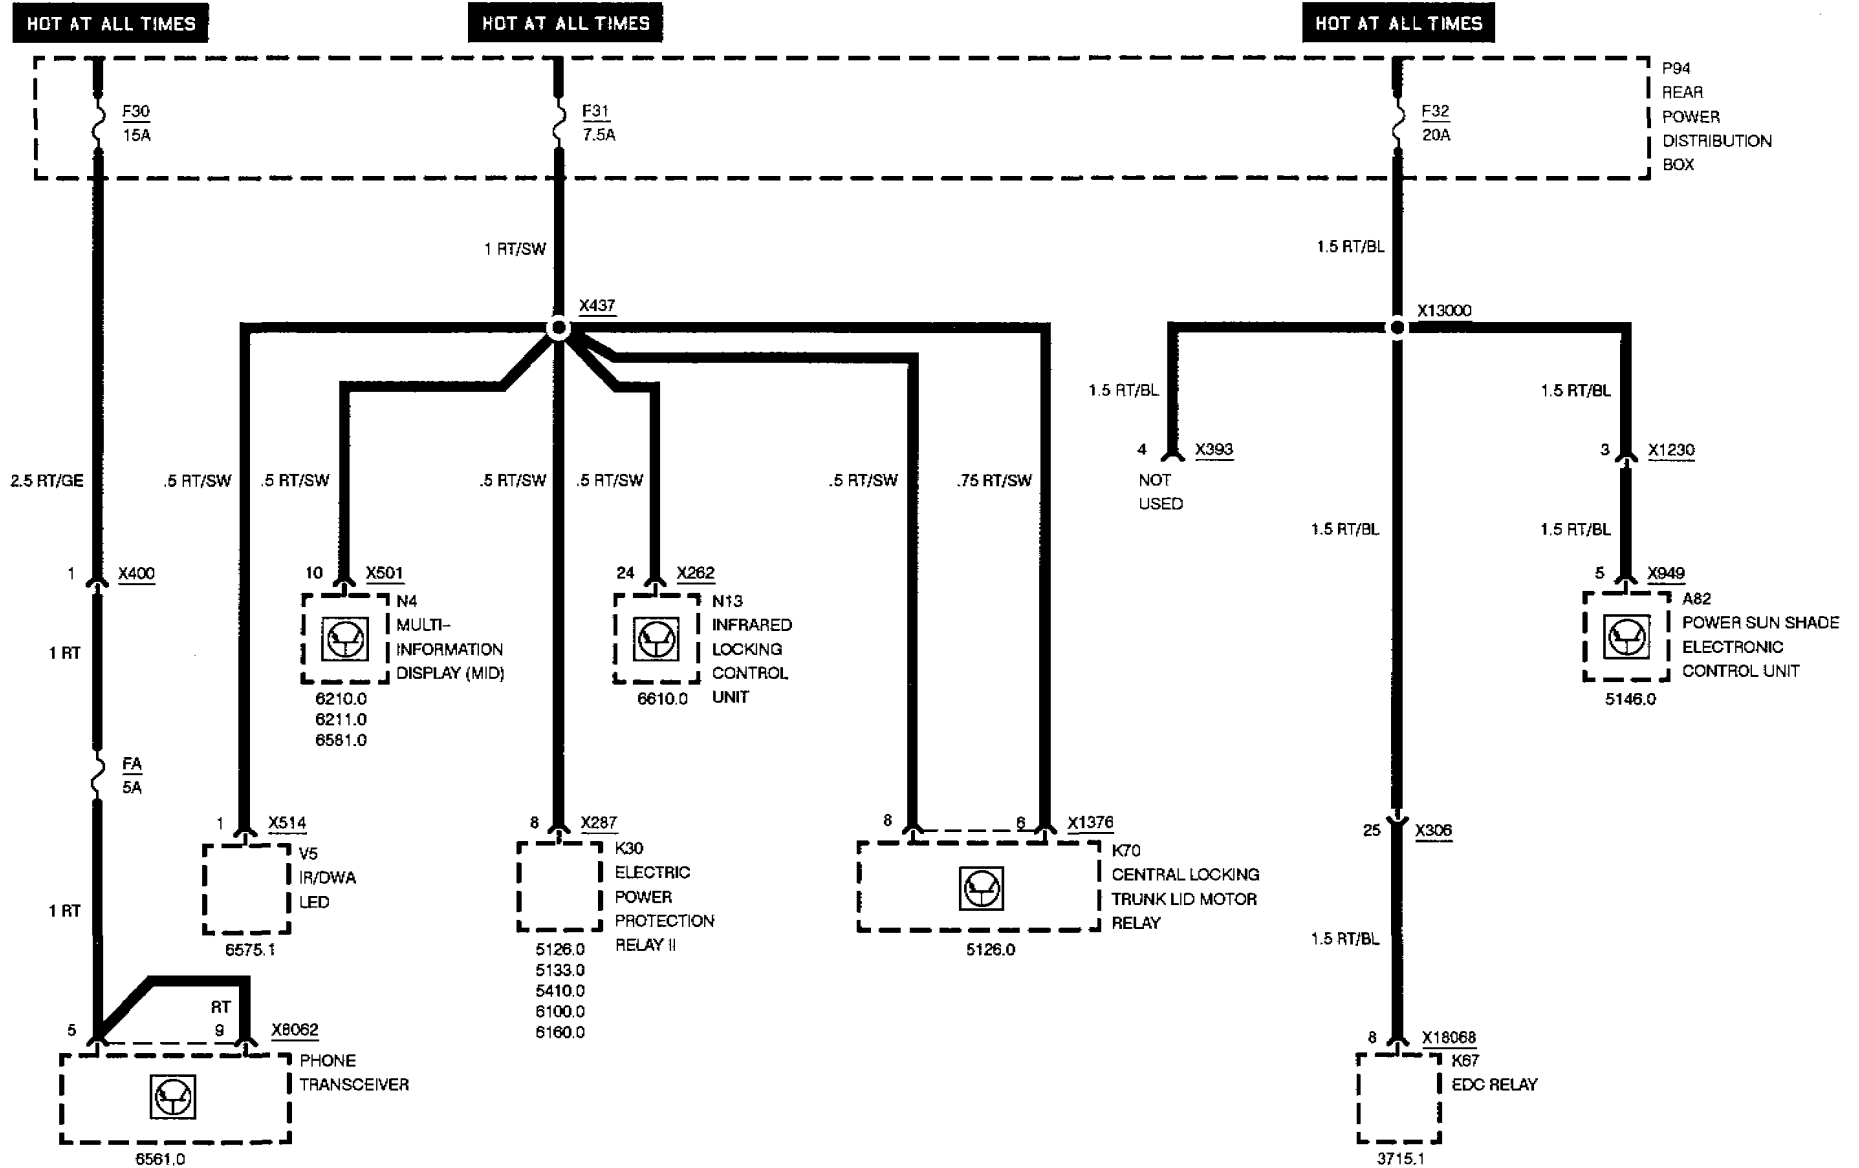 HOT AT ALL TIMES
HOT AT ALL TIMES
HOT AT ALL TIMES
F30
15A
F31
7.5A
F32
20A
P94
REAR
POWER
DISTRIBUTION
BOX
1 RT/SW
1.5 RT/BL
X437
X13000
1.5 RT/BL
1.5 RT/BL
4
X393
NOT
USED
3
X1230
2.5 RT/GE
.5 RT/SW
.5 RT/SW
.5 RT/SW
.5 RT/SW
.5 RT/SW
.75 RT/SW
1.5 RT/BL
1.5 RT/BL
1
X400
10
X501
24
X262
5
X949
N4
MULTI-
INFORMATION
DISPLAY (MID)
6210.0
6211.0
6581.0
N13
INFRARED
LOCKING
CONTROL
UNIT
6610.0
A82
POWER SUN SHADE
ELECTRONIC
CONTROL UNIT
5146.0
1 RT
FA
5A
1
X514
8
X287
8
6
X1376
25
X306
V5
IR/DWA
LED
6575.1
K30
ELECTRIC
POWER
PROTECTION
RELAY II
5126.0
5133.0
5410.0
6100.0
6160.0
K70
CENTRAL LOCKING
TRUNK LID MOTOR
RELAY
5126.0
1 RT
1.5 RT/BL
RT
5
9
X8062
PHONE
TRANSCEIVER
6561.0
8
X18068
K67
EDC RELAY
3715.1